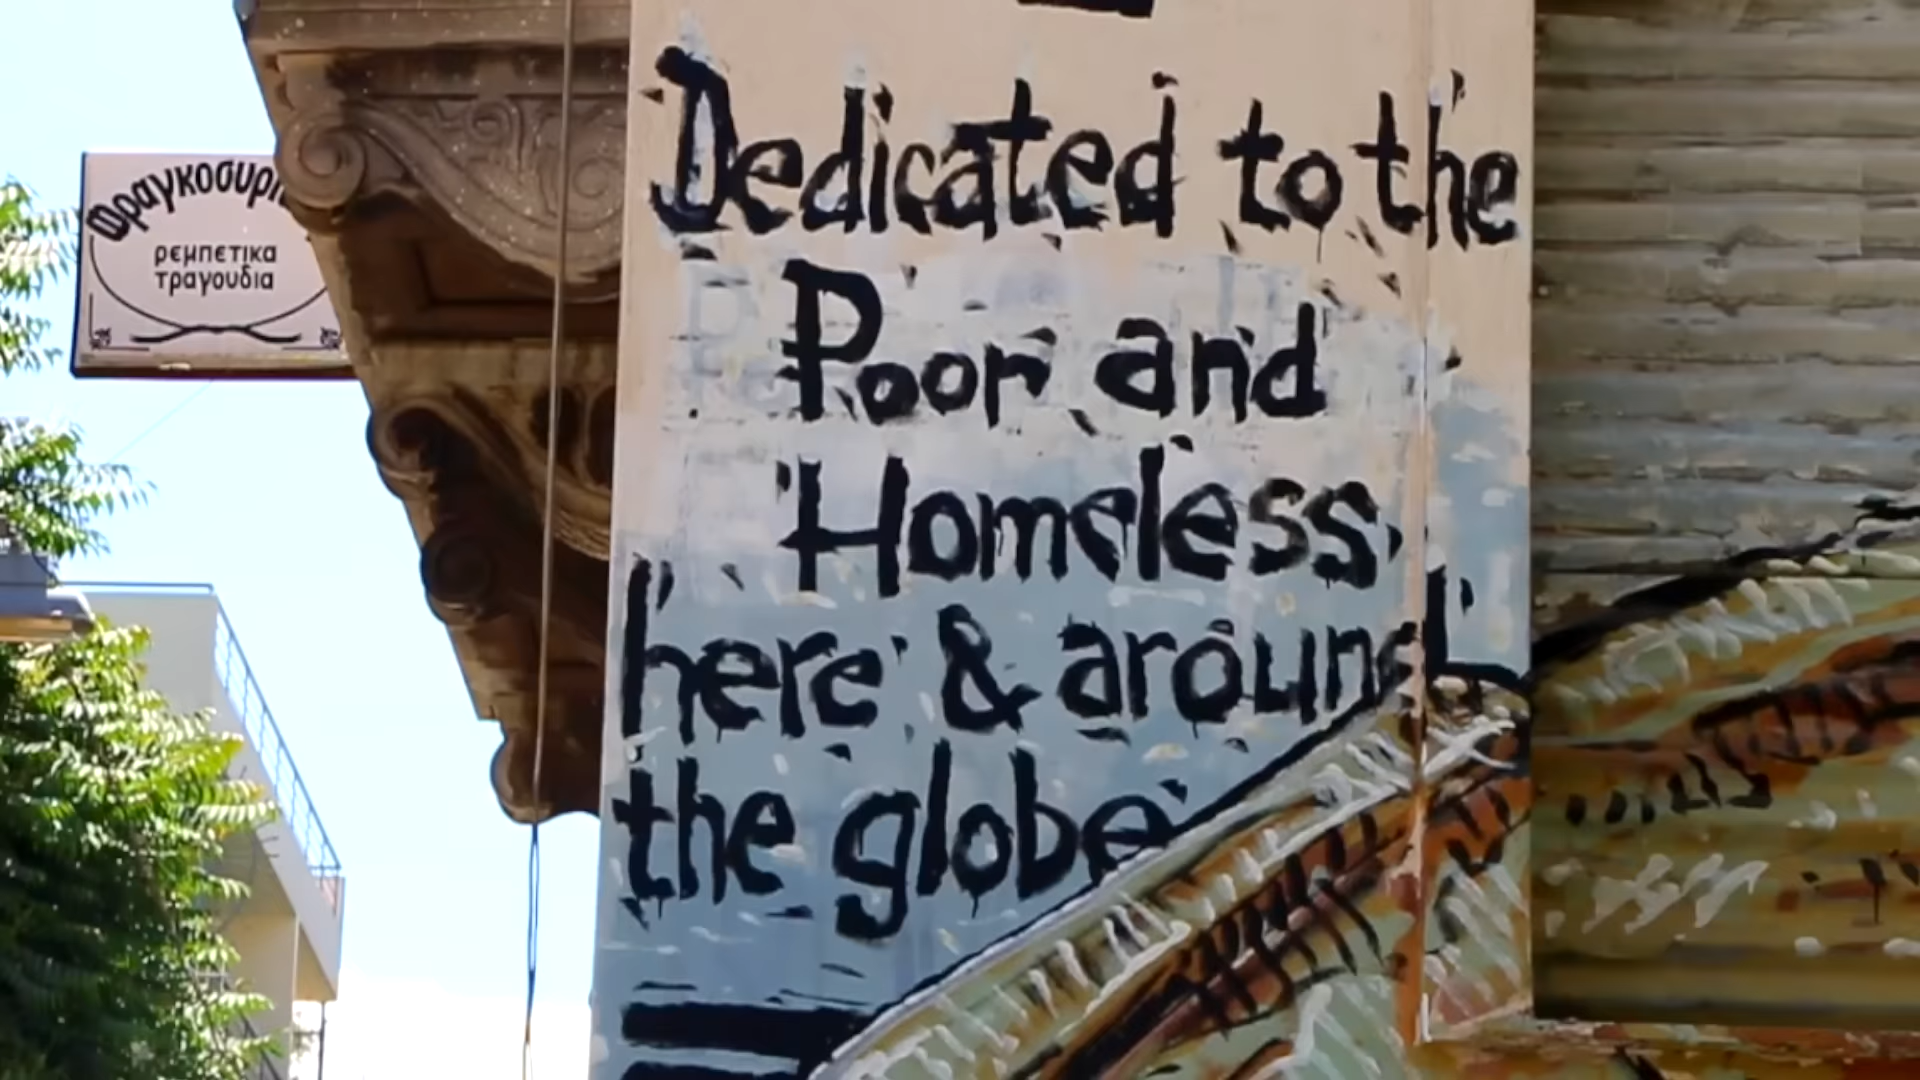 ρεμπετικα
τραγουδια
Dedicated to the
Poor and
Homeless
here & around
the globe